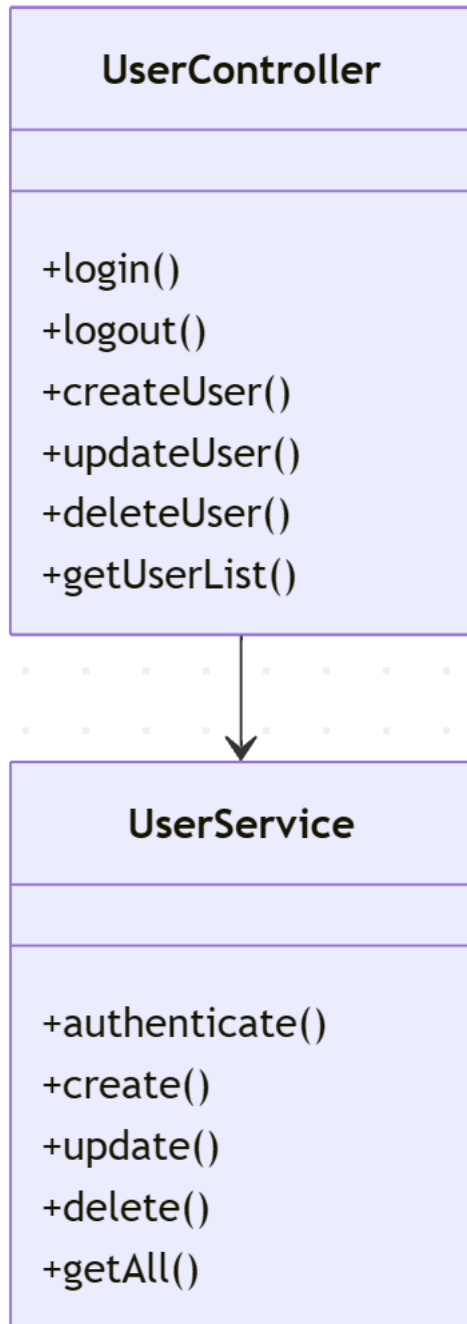 UserController
+login()
+logout()
+createUser()
+updateUser()
+deleteUser()
+getUserList()
UserService
+authenticate()
+create()
+update()
+delete()
+getAll()